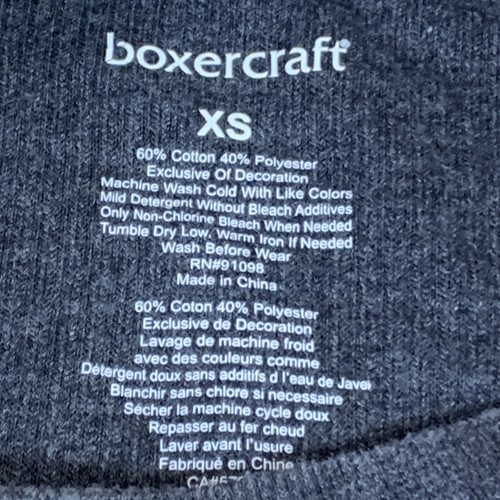 boxercraft®
XS
60% Cotton 40% Polyester
Exclusive Of Decoration
Machine Wash Cold With Like Colors
Mild Detergent Without Bleach Additives
Only Non-Chlorine Bleach When Needed
Tumble Dry Low, Warm Iron If Needed
Wash Before Wear
RN#91098
Made in China
60% Coton 40% Polyester
Exclusive de Decoration
Lavage de machine froid
avec des couleurs comme
Détergent doux sans additifs d l'eau de Javel
Blanchir sans chlore si necessaire
Sécher la machine cycle doux
Repasser au fer cheud
Laver avant l'usure
Fabriqué en Chine